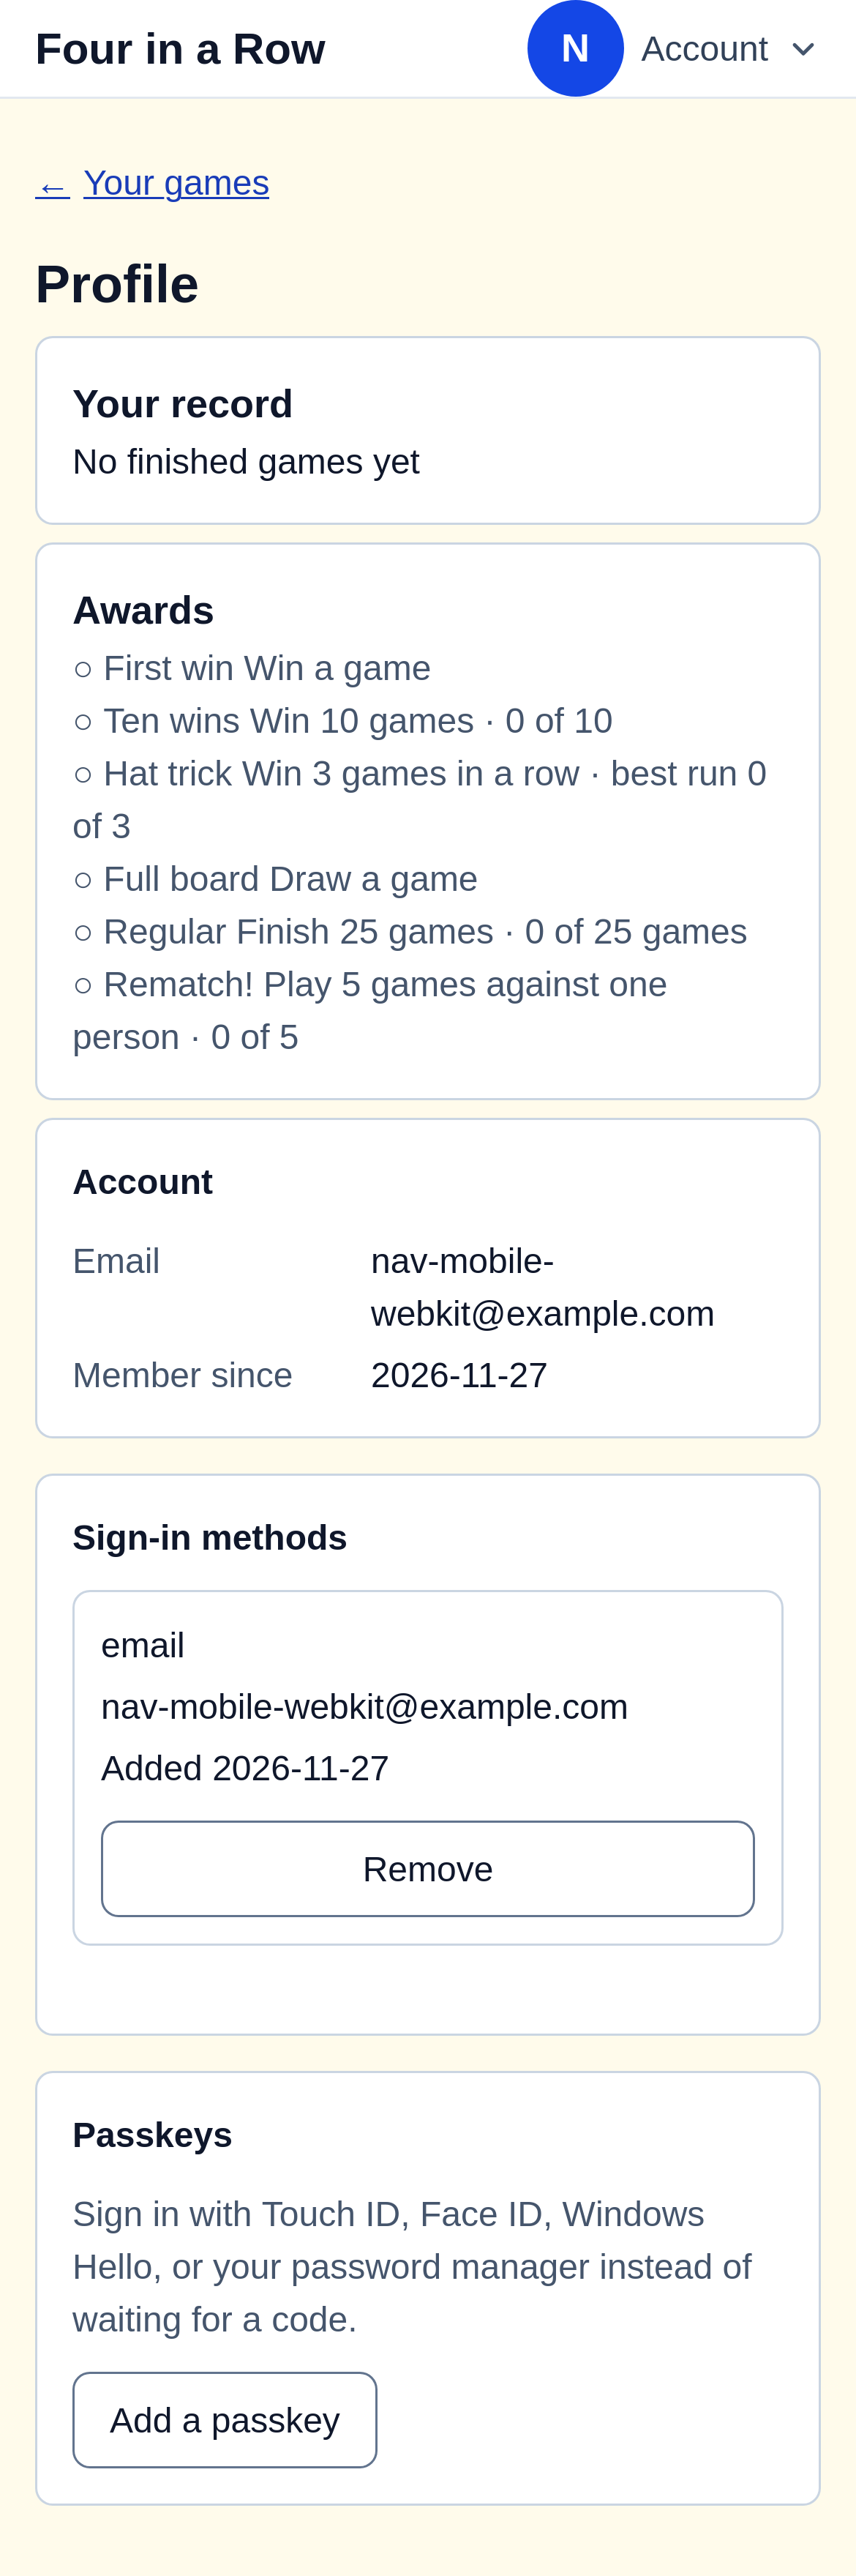 Four in a Row
N Account
← Your games
Profile
Your record
No finished games yet
Awards
○ First win Win a game
○ Ten wins Win 10 games · 0 of 10
○ Hat trick Win 3 games in a row · best run 0
of 3
○ Full board Draw a game
○ Regular Finish 25 games · 0 of 25 games
○ Rematch! Play 5 games against one
person · 0 of 5
Account
Email nav-mobile-
webkit@example.com
Member since 2026-11-27
Sign-in methods
email
nav-mobile-webkit@example.com
Added 2026-11-27
Remove
Passkeys
Sign in with Touch ID, Face ID, Windows
Hello, or your password manager instead of
waiting for a code.
Add a passkey